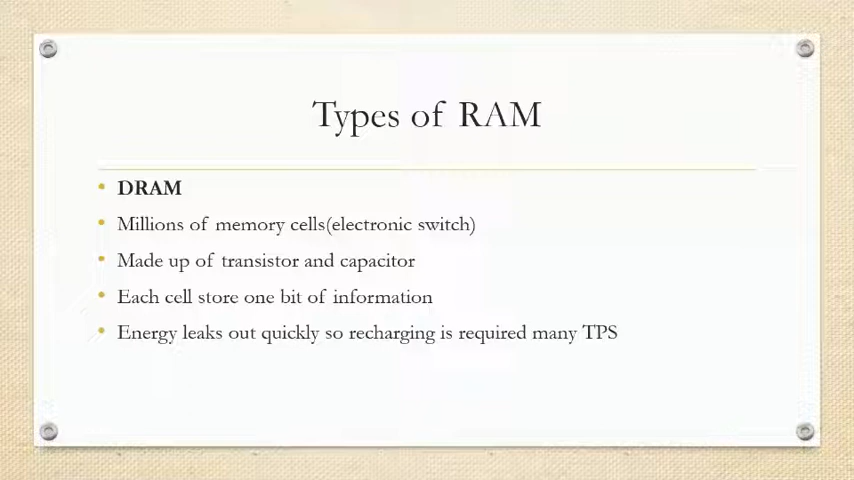 Types of RAM
DRAM
Millions of memory cells(electronic switch)
Made up of transistor and capacitor
Each cell store one bit of information
Energy leaks out quickly so recharging is required many TPS